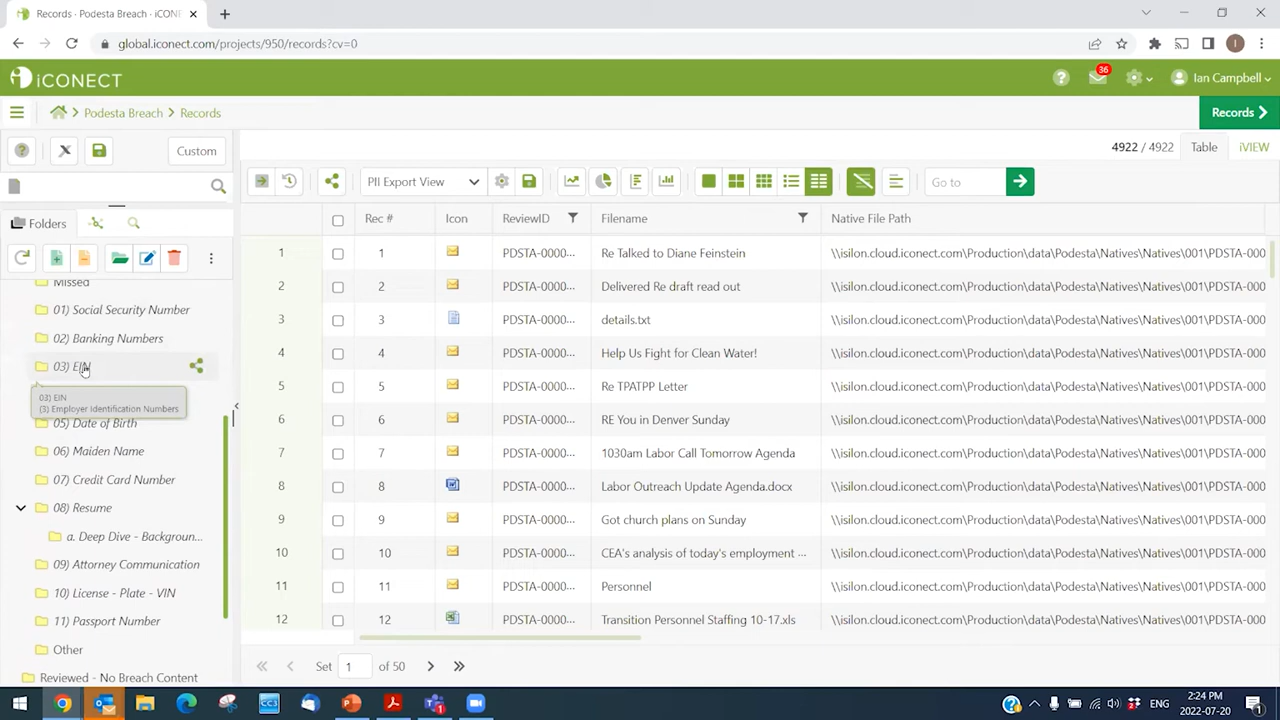 Records - Podesta Breach - iCONI
global.iconect.com/projects/950/records?cv=0
I
iCONECT
36
Ian Campbell
Podesta Breach
Records
Records
Custom
4922 / 4922
Table
iVIEW
PII Export View
Go to
Folders
Rec #
Icon
ReviewID
Filename
Native File Path
Missed
01) Social Security Number
02) Banking Numbers
03) EIN
03) EIN
(3) Employer Identification Numbers
05) Date of Birth
06) Maiden Name
07) Credit Card Number
08) Resume
a. Deep Dive - Backgroun...
09) Attorney Communication
10) License - Plate - VIN
11) Passport Number
Other
Reviewed - No Breach Content
1 1 PDSTA-0000... Re Talked to Diane Feinstein \\isilon.cloud.iconect.com\Production\data\Podesta\Natives\Natives\001\PDSTA-000
2 2 PDSTA-0000... Delivered Re draft read out \\isilon.cloud.iconect.com\Production\data\Podesta\Natives\Natives\001\PDSTA-000
3 3 PDSTA-0000... details.txt \\isilon.cloud.iconect.com\Production\data\Podesta\Natives\Natives\001\PDSTA-000
4 4 PDSTA-0000... Help Us Fight for Clean Water! \\isilon.cloud.iconect.com\Production\data\Podesta\Natives\Natives\001\PDSTA-000
5 5 PDSTA-0000... Re TPATPP Letter \\isilon.cloud.iconect.com\Production\data\Podesta\Natives\Natives\001\PDSTA-000
6 6 PDSTA-0000... RE You in Denver Sunday \\isilon.cloud.iconect.com\Production\data\Podesta\Natives\Natives\001\PDSTA-000
7 7 PDSTA-0000... 1030am Labor Call Tomorrow Agenda \\isilon.cloud.iconect.com\Production\data\Podesta\Natives\Natives\001\PDSTA-000
8 8 PDSTA-0000... Labor Outreach Update Agenda.docx \\isilon.cloud.iconect.com\Production\data\Podesta\Natives\Natives\001\PDSTA-000
9 9 PDSTA-0000... Got church plans on Sunday \\isilon.cloud.iconect.com\Production\data\Podesta\Natives\Natives\001\PDSTA-000
10 10 PDSTA-0000... CEA's analysis of today's employment ... \\isilon.cloud.iconect.com\Production\data\Podesta\Natives\Natives\001\PDSTA-000
11 11 PDSTA-0000... Personnel \\isilon.cloud.iconect.com\Production\data\Podesta\Natives\Natives\001\PDSTA-000
12 12 PDSTA-0000... Transition Personnel Staffing 10-17.xls \\isilon.cloud.iconect.com\Production\data\Podesta\Natives\Natives\001\PDSTA-000
Set 1 of 50
CC3
ENG
2:24 PM
2022-07-20
1